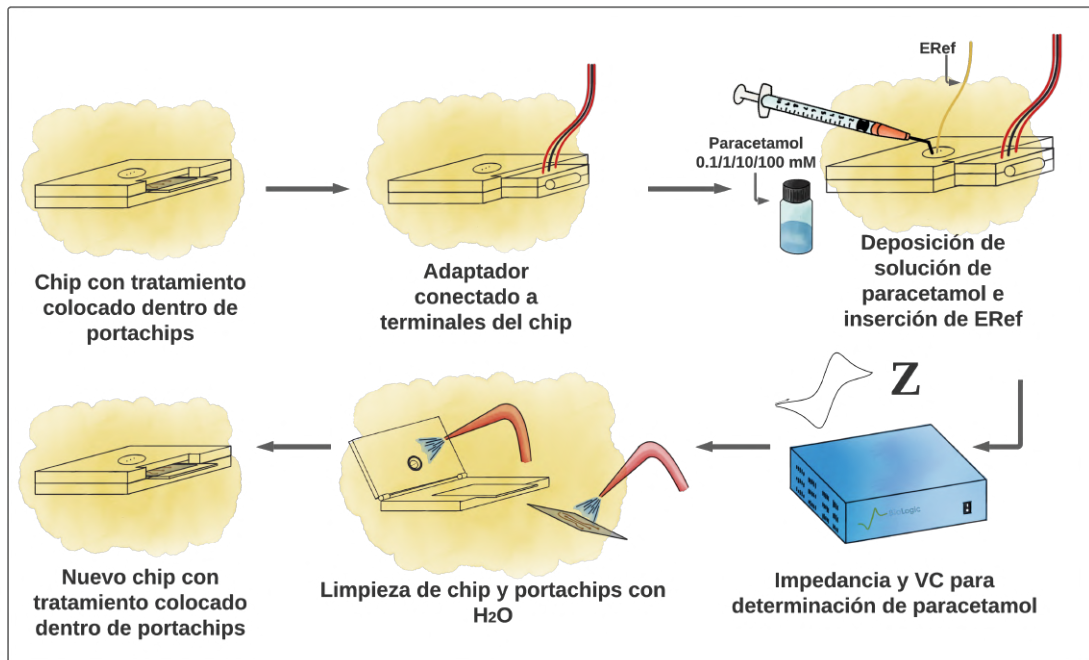 ERef
Paracetamol
0.1/1/10/100 mM
Chip con tratamiento
colocado dentro de
portachips
Adaptador
conectado a
terminales del chip
Deposición de
solución de
paracetamol e
inserción de ERef
Z
BioLogic
Nuevo chip con
tratamiento colocado
dentro de portachips
Limpieza de chip y portachips con
H2O
Impedancia y VC para
determinación de paracetamol